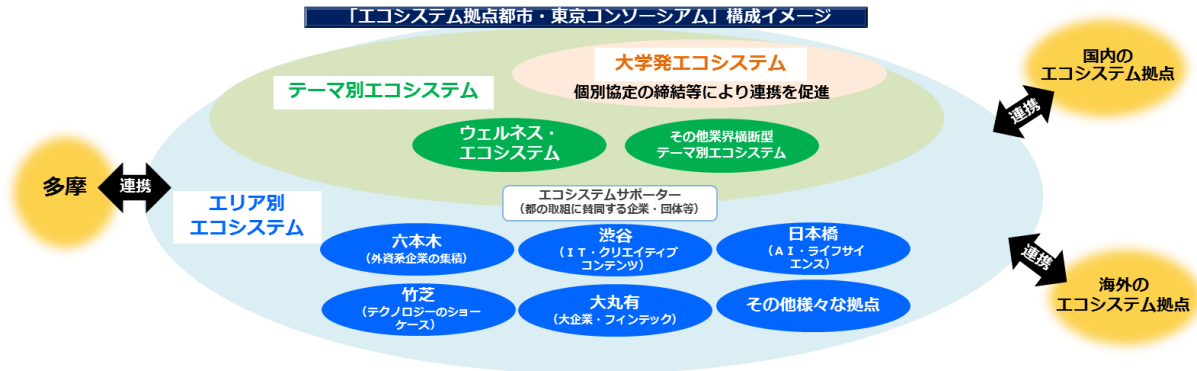 「エコシステム拠点都市・東京コンソーシアム」構成イメージ
大学発エコシステム
テーマ別エコシステム
個別協定の締結等により連携を促進
ウェルネス・
エコシステム
その他業界横断型
テーマ別エコシステム
国内の
エコシステム拠点
連携
多摩
連携
エリア別
エコシステム
エコシステムサポーター
（都の取組に賛同する企業・団体等）
六本木
（外資系企業の集積）
渋谷
（ＩＴ・クリエイティブ
コンテンツ）
日本橋
（ＡＩ・ライフサイ
エンス）
竹芝
（テクノロジーのショー
ケース）
大丸有
（大企業・フィンテック）
その他様々な拠点
連携
海外の
エコシステム拠点